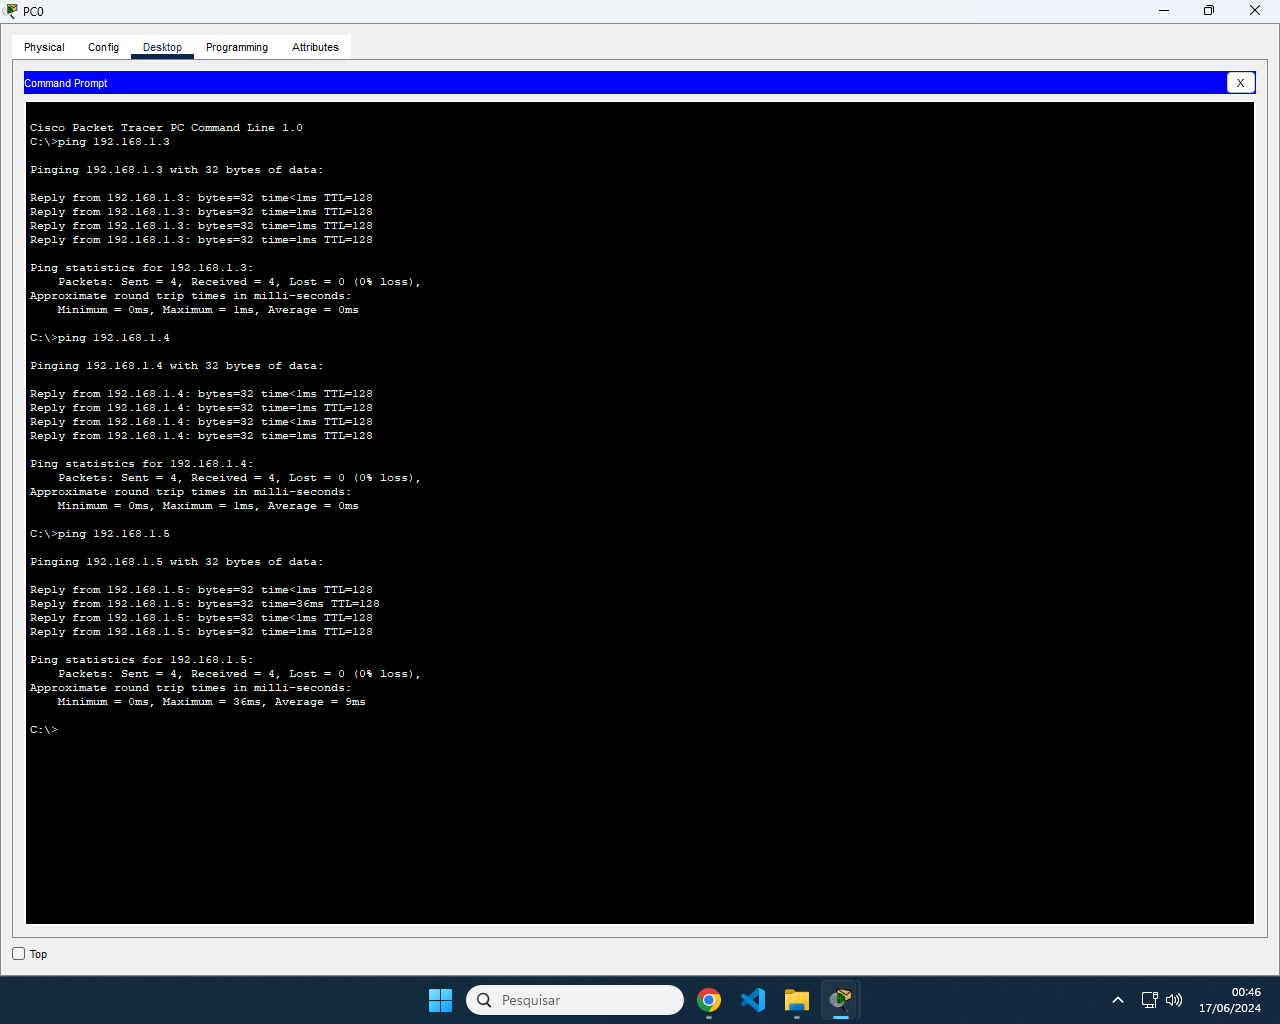 PC0
Physical Config Desktop Programming Attributes
Command Prompt X
Cisco Packet Tracer PC Command Line 1.0
C:\>ping 192.168.1.3
Pinging 192.168.1.3 with 32 bytes of data:
Reply from 192.168.1.3: bytes=32 time<1ms TTL=128
Reply from 192.168.1.3: bytes=32 time=1ms TTL=128
Reply from 192.168.1.3: bytes=32 time=1ms TTL=128
Reply from 192.168.1.3: bytes=32 time=1ms TTL=128
Ping statistics for 192.168.1.3:
Packets: Sent = 4, Received = 4, Lost = 0 (0% loss),
Approximate round trip times in milli-seconds:
Minimum = 0ms, Maximum = 1ms, Average = 0ms
C:\>ping 192.168.1.4
Pinging 192.168.1.4 with 32 bytes of data:
Reply from 192.168.1.4: bytes=32 time<1ms TTL=128
Reply from 192.168.1.4: bytes=32 time=1ms TTL=128
Reply from 192.168.1.4: bytes=32 time<1ms TTL=128
Reply from 192.168.1.4: bytes=32 time=1ms TTL=128
Ping statistics for 192.168.1.4:
Packets: Sent = 4, Received = 4, Lost = 0 (0% loss),
Approximate round trip times in milli-seconds:
Minimum = 0ms, Maximum = 1ms, Average = 0ms
C:\>ping 192.168.1.5
Pinging 192.168.1.5 with 32 bytes of data:
Reply from 192.168.1.5: bytes=32 time<1ms TTL=128
Reply from 192.168.1.5: bytes=32 time=36ms TTL=128
Reply from 192.168.1.5: bytes=32 time<1ms TTL=128
Reply from 192.168.1.5: bytes=32 time=1ms TTL=128
Ping statistics for 192.168.1.5:
Packets: Sent = 4, Received = 4, Lost = 0 (0% loss),
Approximate round trip times in milli-seconds:
Minimum = 0ms, Maximum = 36ms, Average = 9ms
C:\>
Top
Pesquisar
00:46
17/06/2024